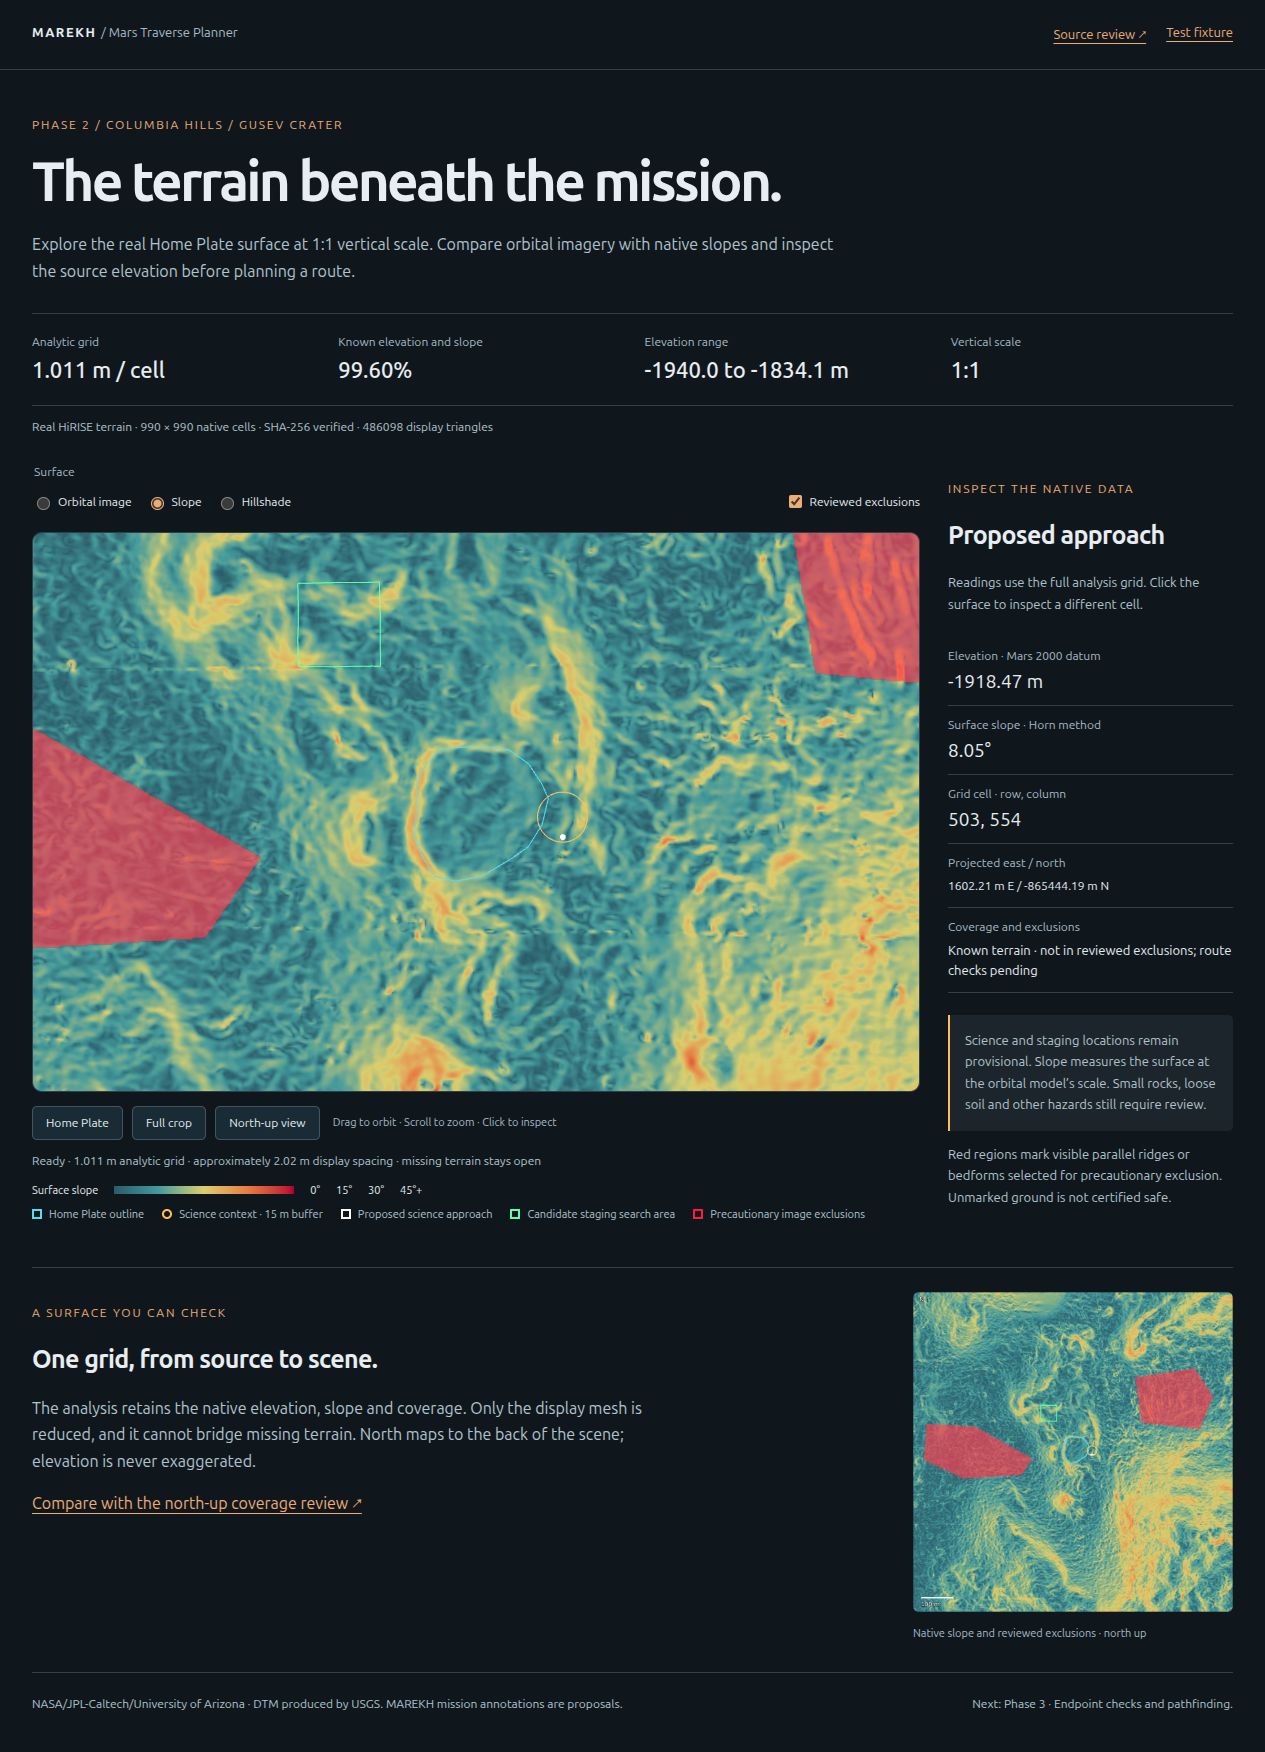 MAREKH / Mars Traverse Planner
Source review ↗ Test fixture
PHASE 2 / COLUMBIA HILLS / GUSEV CRATER
The terrain beneath the mission.
Explore the real Home Plate surface at 1:1 vertical scale. Compare orbital imagery with native slopes and inspect
the source elevation before planning a route.
Analytic grid
1.011 m / cell
Known elevation and slope
99.60%
Elevation range
-1940.0 to -1834.1 m
Vertical scale
1:1
Real HiRISE terrain · 990 × 990 native cells · SHA-256 verified · 486098 display triangles
Surface
Orbital image Slope Hillshade
Reviewed exclusions
INSPECT THE NATIVE DATA
Proposed approach
Readings use the full analysis grid. Click the
surface to inspect a different cell.
Elevation · Mars 2000 datum
-1918.47 m
Surface slope · Horn method
8.05°
Grid cell · row, column
503, 554
Projected east / north
1602.21 m E / -865444.19 m N
Coverage and exclusions
Known terrain · not in reviewed exclusions; route
checks pending
Science and staging locations remain
provisional. Slope measures the surface at
the orbital model's scale. Small rocks, loose
soil and other hazards still require review.
Red regions mark visible parallel ridges or
bedforms selected for precautionary exclusion.
Unmarked ground is not certified safe.
Home Plate Full crop North-up view Drag to orbit · Scroll to zoom · Click to inspect
Ready · 1.011 m analytic grid · approximately 2.02 m display spacing · missing terrain stays open
Surface slope 0° 15° 30° 45°+
Home Plate outline Science context · 15 m buffer Proposed science approach Candidate staging search area Precautionary image exclusions
A SURFACE YOU CAN CHECK
One grid, from source to scene.
The analysis retains the native elevation, slope and coverage. Only the display mesh is
reduced, and it cannot bridge missing terrain. North maps to the back of the scene;
elevation is never exaggerated.
Compare with the north-up coverage review ↗
Native slope and reviewed exclusions · north up
NASA/JPL-Caltech/University of Arizona · DTM produced by USGS. MAREKH mission annotations are proposals.
Next: Phase 3 · Endpoint checks and pathfinding.